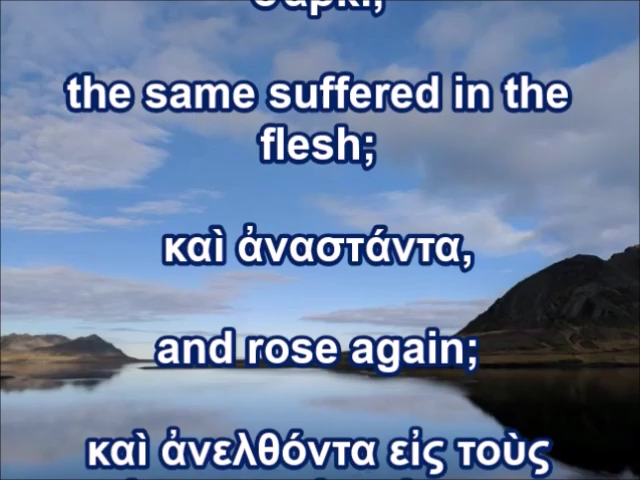 the same suffered in the
flesh;
καὶ ἀναστάντα,
and rose again;
καὶ ἀνελθόντα εἰς τοὺς